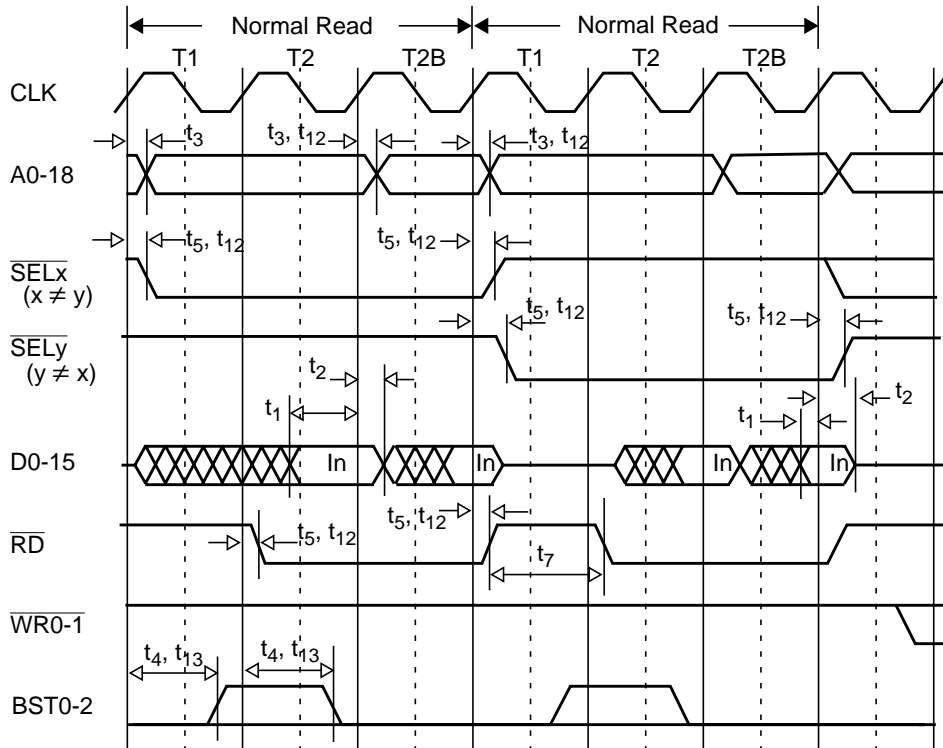 Normal Read Normal Read
T1 T2 T2B T1 T2 T2B
CLK
t3 t3, t12 t3, t12
A0-18
t5, t12 t5, t12
SELx
(x ≠ y)
t5, t12 t5, t12
SELy
(y ≠ x)
t2 t2
t1 t1
D0-15 In In In In
t5, t12
RD t5, t12
t7
WR0-1
t4, t13 t4, t13
BST0-2